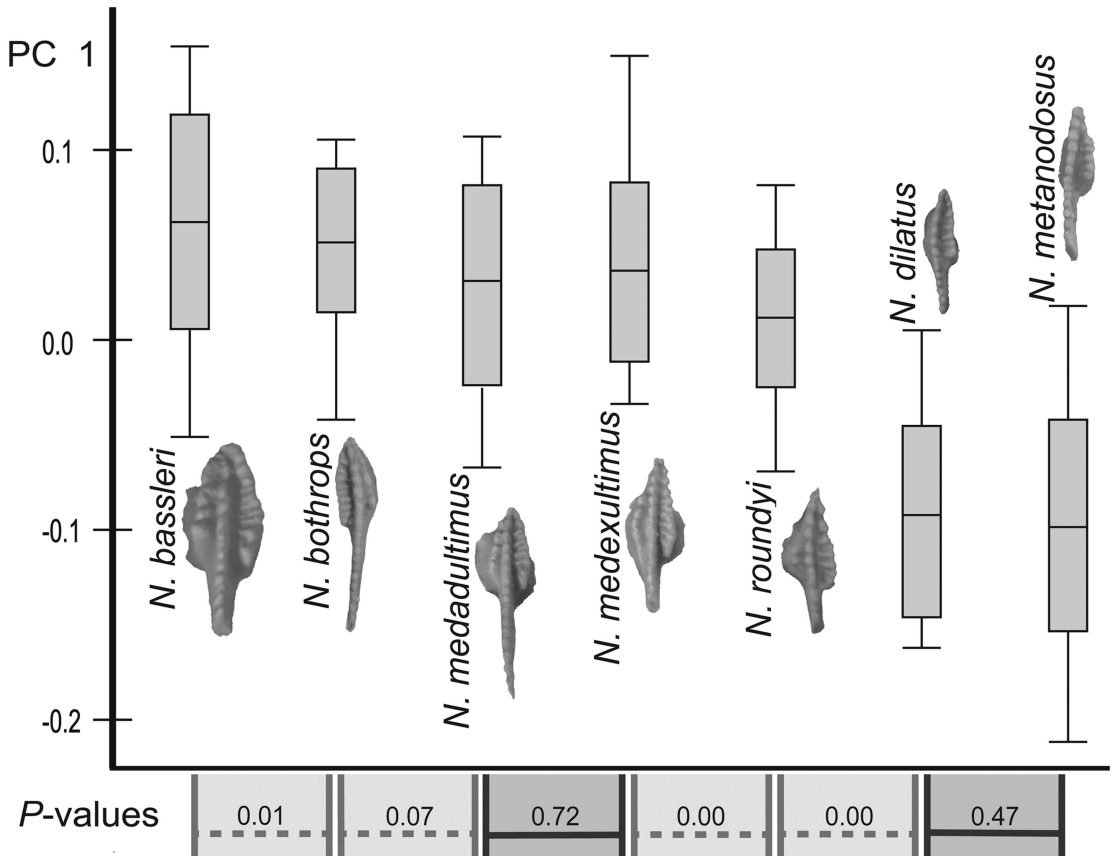 PC 1
0.1
0.0
-0.1
-0.2
N. bassleri
N. bothrops
N. medadultimus
N. medexultimus
N. roundyi
N. dilatus
N. metanodosus
P-values
0.01
0.07
0.72
0.00
0.00
0.47